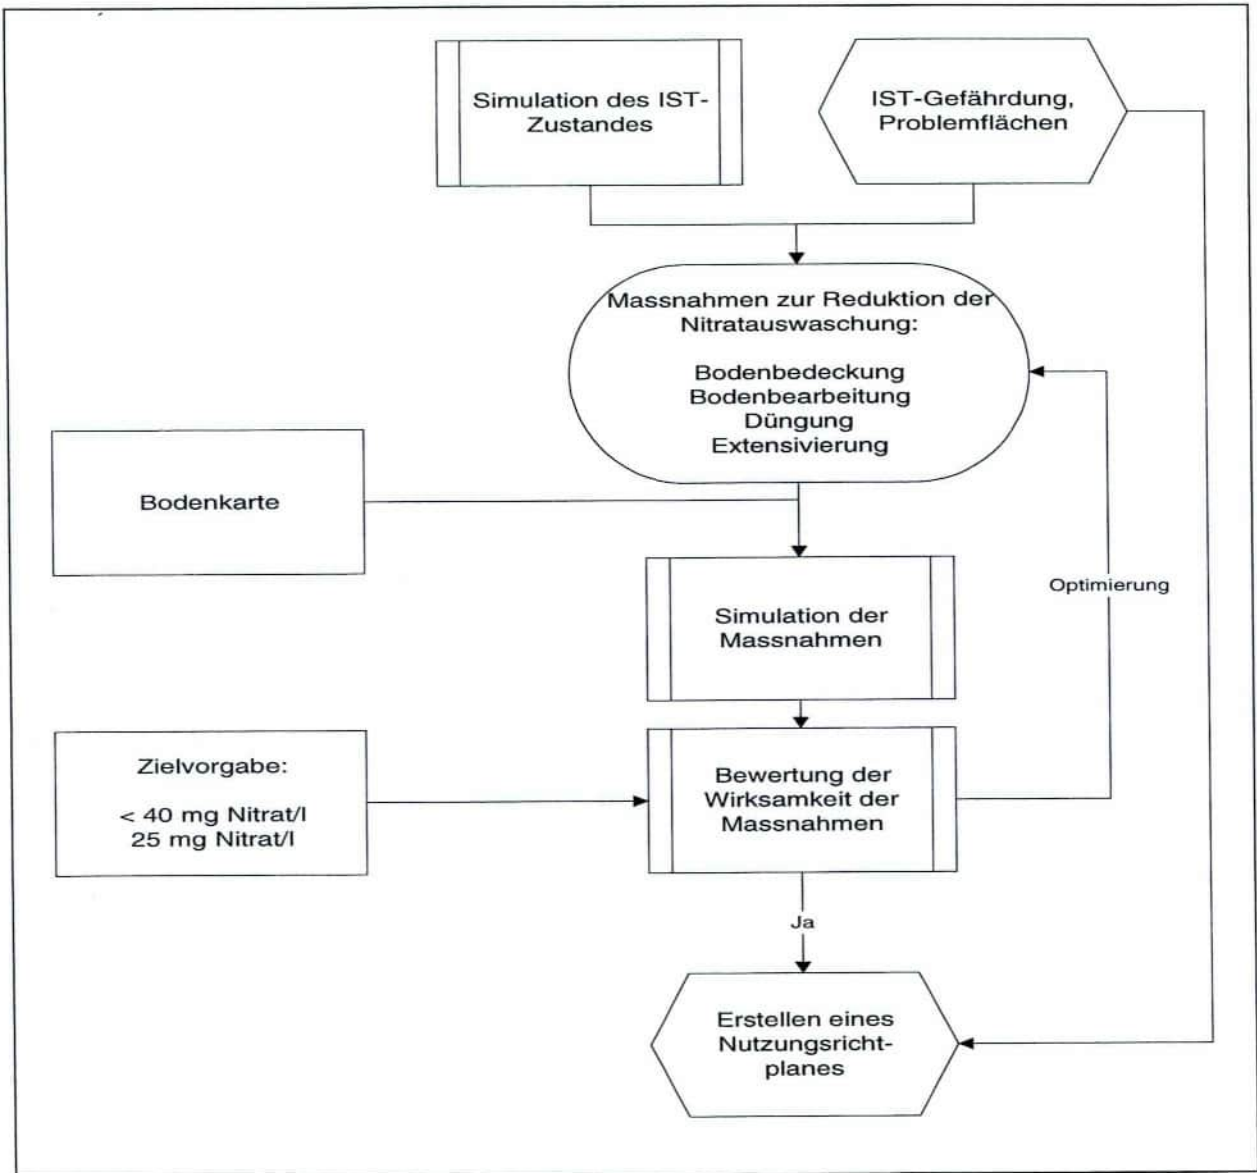 Simulation des IST-
Zustandes
IST-Gefährdung,
Problemflächen
Massnahmen zur Reduktion der
Nitratauswaschung:
Bodenbedeckung
Bodenbearbeitung
Düngung
Extensivierung
Bodenkarte
Simulation der
Massnahmen
Optimierung
Zielvorgabe:
< 40 mg Nitrat/l
25 mg Nitrat/l
Bewertung der
Wirksamkeit der
Massnahmen
Ja
Erstellen eines
Nutzungsricht-
planes